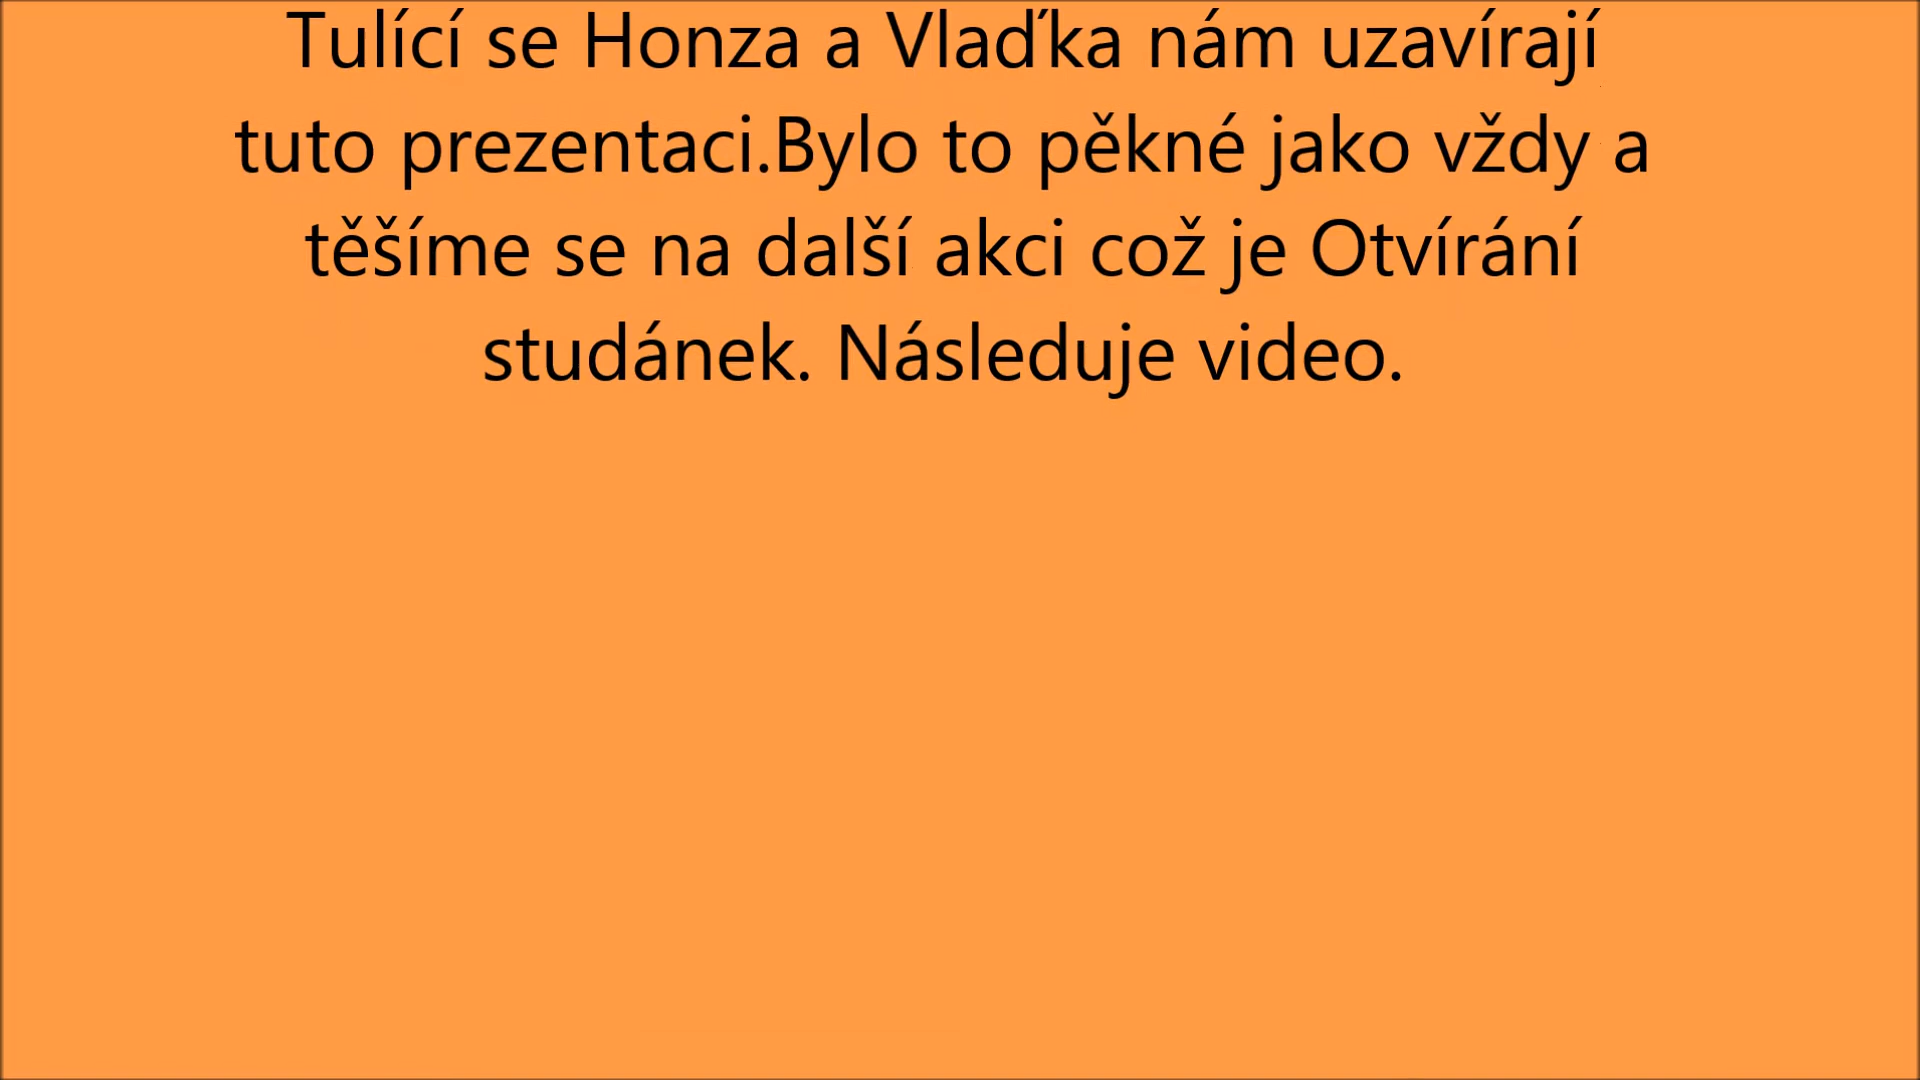 Tulící se Honza a Vlaďka nám uzavírají
tuto prezentaci.Bylo to pěkné jako vždy a
těšíme se na další akci což je Otvírání
studánek. Následuje video.